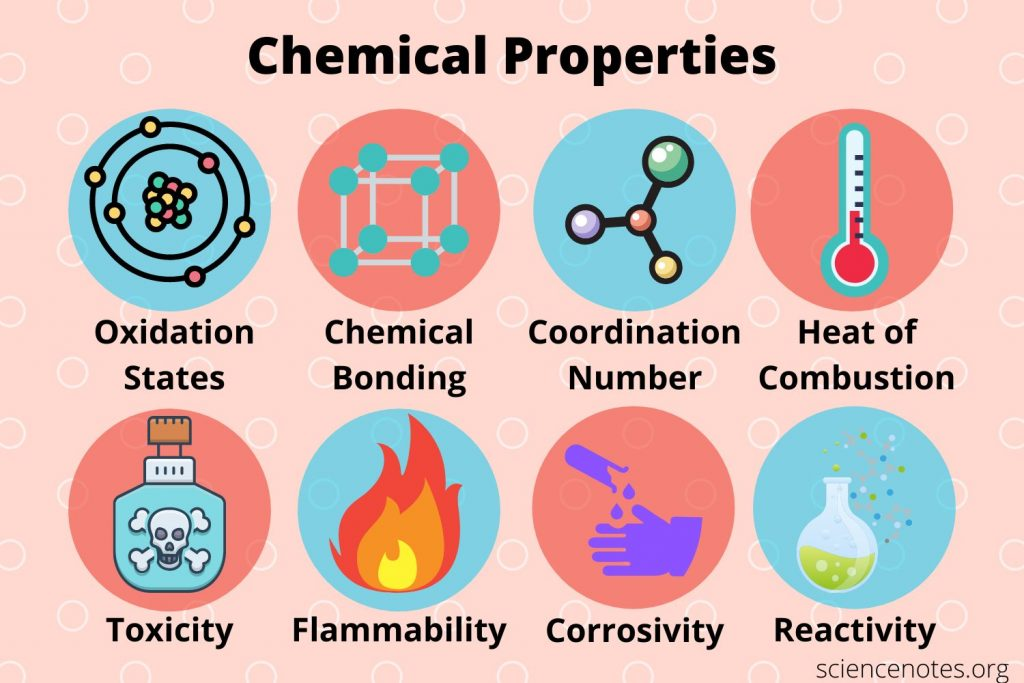 Chemical Properties
Oxidation
States
Chemical
Bonding
Coordination
Number
Heat of
Combustion
Toxicity
Flammability
Corrosivity
Reactivity
sciencenotes.org